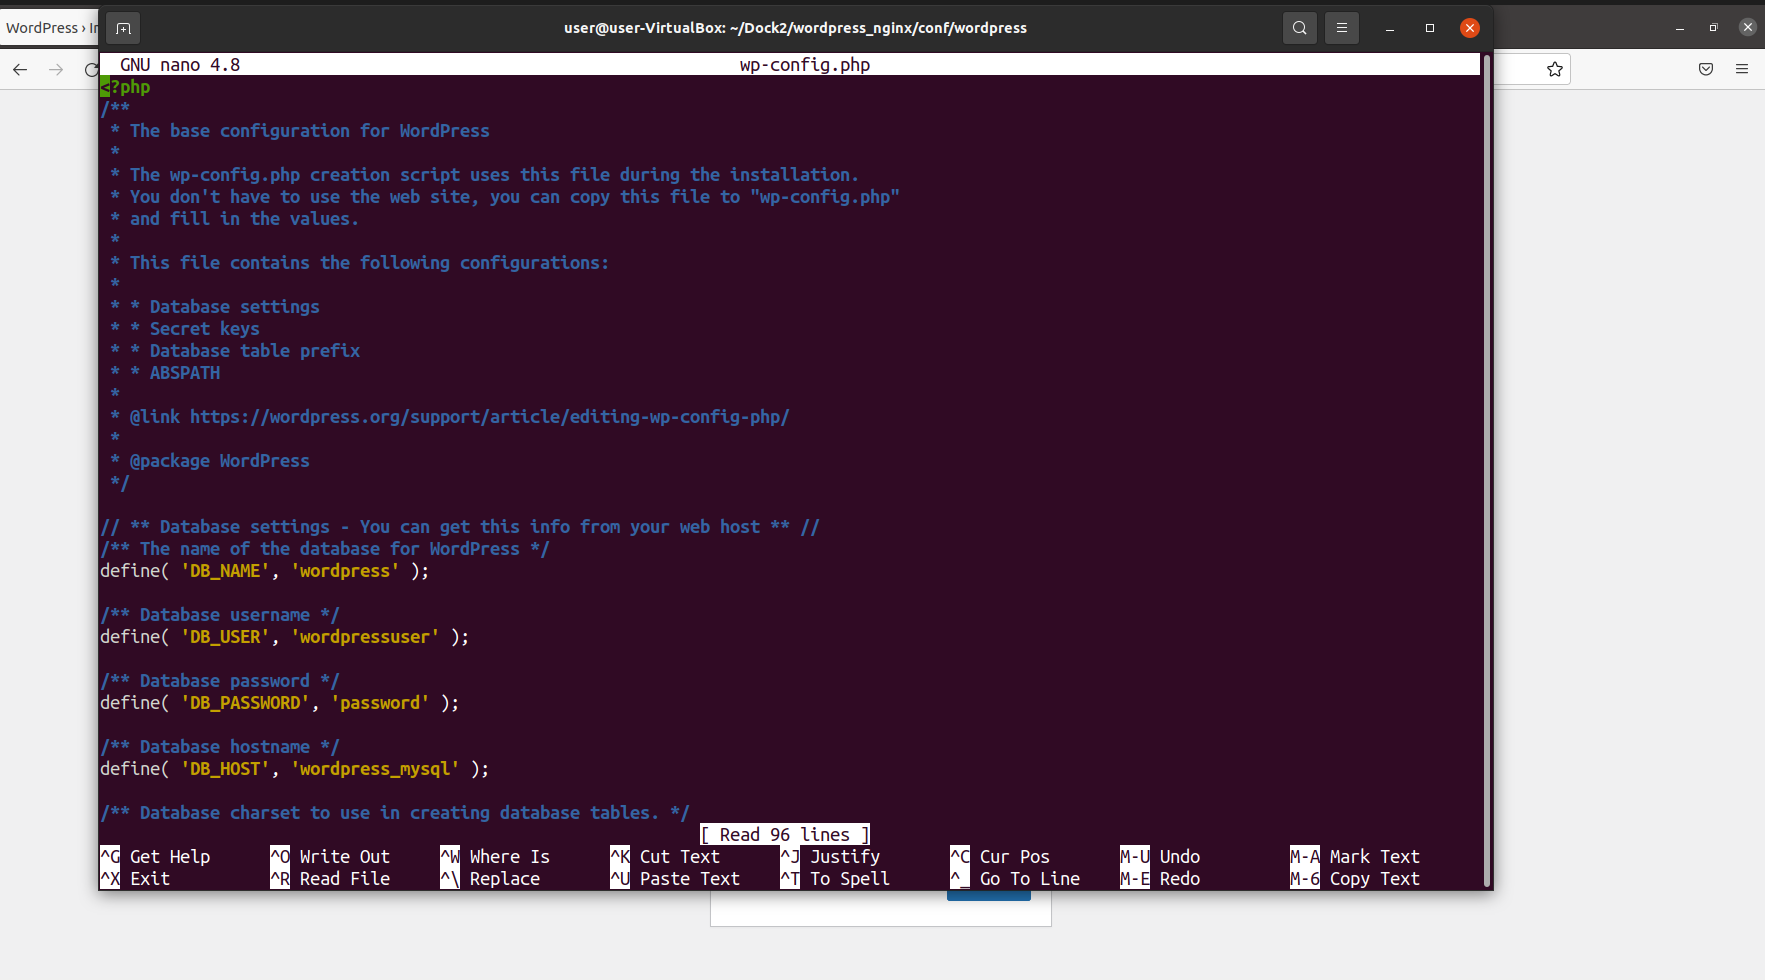 WordPress › In
user@user-VirtualBox: ~/Dock2/wordpress_nginx/conf/wordpress
GNU nano 4.8 wp-config.php
<?php
/**
 * The base configuration for WordPress
 *
 * The wp-config.php creation script uses this file during the installation.
 * You don't have to use the web site, you can copy this file to "wp-config.php"
 * and fill in the values.
 *
 * This file contains the following configurations:
 *
 * * Database settings
 * * Secret keys
 * * Database table prefix
 * * ABSPATH
 *
 * @link https://wordpress.org/support/article/editing-wp-config-php/
 *
 * @package WordPress
 */
// ** Database settings - You can get this info from your web host ** //
/** The name of the database for WordPress */
define( 'DB_NAME', 'wordpress' );
/** Database username */
define( 'DB_USER', 'wordpressuser' );
/** Database password */
define( 'DB_PASSWORD', 'password' );
/** Database hostname */
define( 'DB_HOST', 'wordpress_mysql' );
/** Database charset to use in creating database tables. */
[ Read 96 lines ]
^G Get Help ^O Write Out ^W Where Is ^K Cut Text ^J Justify ^C Cur Pos M-U Undo M-A Mark Text
^X Exit ^R Read File ^\ Replace ^U Paste Text ^T To Spell ^_ Go To Line M-E Redo M-6 Copy Text